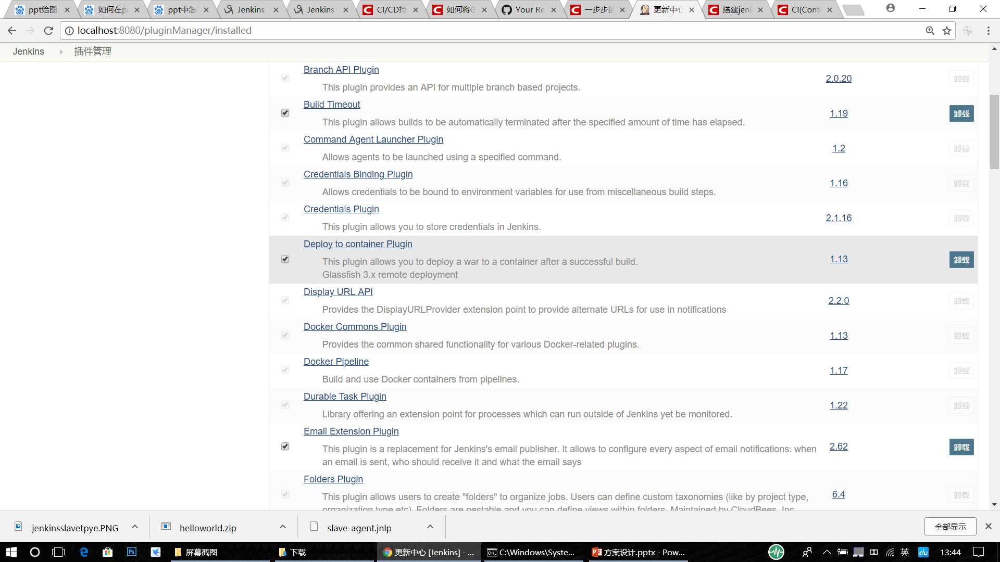 ppt给图
如何在p
ppt中怎
Jenkins
Jenkins
CI/CD持
如何将G
Your Re
一步步部
更新中心
搭建jenk
CI(Conti
localhost:8080/pluginManager/installed
Jenkins 插件管理
Branch API Plugin
This plugin provides an API for multiple branch based projects.
2.0.20
卸载
Build Timeout
This plugin allows builds to be automatically terminated after the specified amount of time has elapsed.
1.19
卸载
Command Agent Launcher Plugin
Allows agents to be launched using a specified command.
1.2
卸载
Credentials Binding Plugin
Allows credentials to be bound to environment variables for use from miscellaneous build steps.
1.16
卸载
Credentials Plugin
This plugin allows you to store credentials in Jenkins.
2.1.16
卸载
Deploy to container Plugin
This plugin allows you to deploy a war to a container after a successful build.
Glassfish 3.x remote deployment
1.13
卸载
Display URL API
Provides the DisplayURLProvider extension point to provide alternate URLs for use in notifications
2.2.0
卸载
Docker Commons Plugin
Provides the common shared functionality for various Docker-related plugins.
1.13
卸载
Docker Pipeline
Build and use Docker containers from pipelines.
1.17
卸载
Durable Task Plugin
Library offering an extension point for processes which can run outside of Jenkins yet be monitored.
1.22
卸载
Email Extension Plugin
This plugin is a replacement for Jenkins's email publisher. It allows to configure every aspect of email notifications: when
an email is sent, who should receive it and what the email says
2.62
卸载
Folders Plugin
This plugin allows users to create "folders" to organize jobs. Users can define custom taxonomies (like by project type,
organization type etc). Folders are nestable and you can define views within folders. Maintained by CloudBees, Inc.
6.4
卸载
jenkinsslavetpye.PNG
helloworld.zip
slave-agent.jnlp
全部显示
Ps
屏幕截图
下载
更新中心 [Jenkins] - ...
C:\Windows\Syste...
方案设计.pptx - Pow...
英
du
13:44